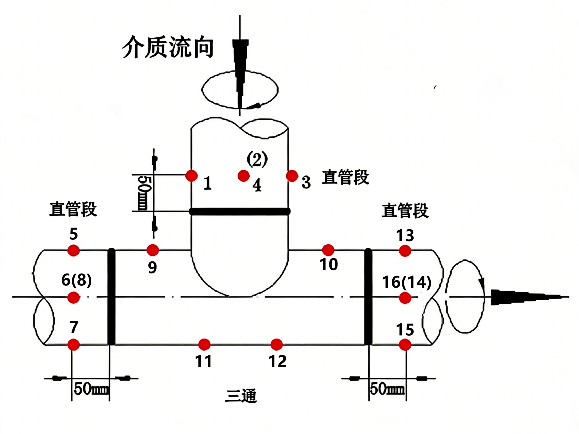 介质流向
(2)
1 4 3 直管段
50mm
直管段 直管段
5 13
9 10
6(8) 16(14)
7 15
11 12
50mm 50mm
三通